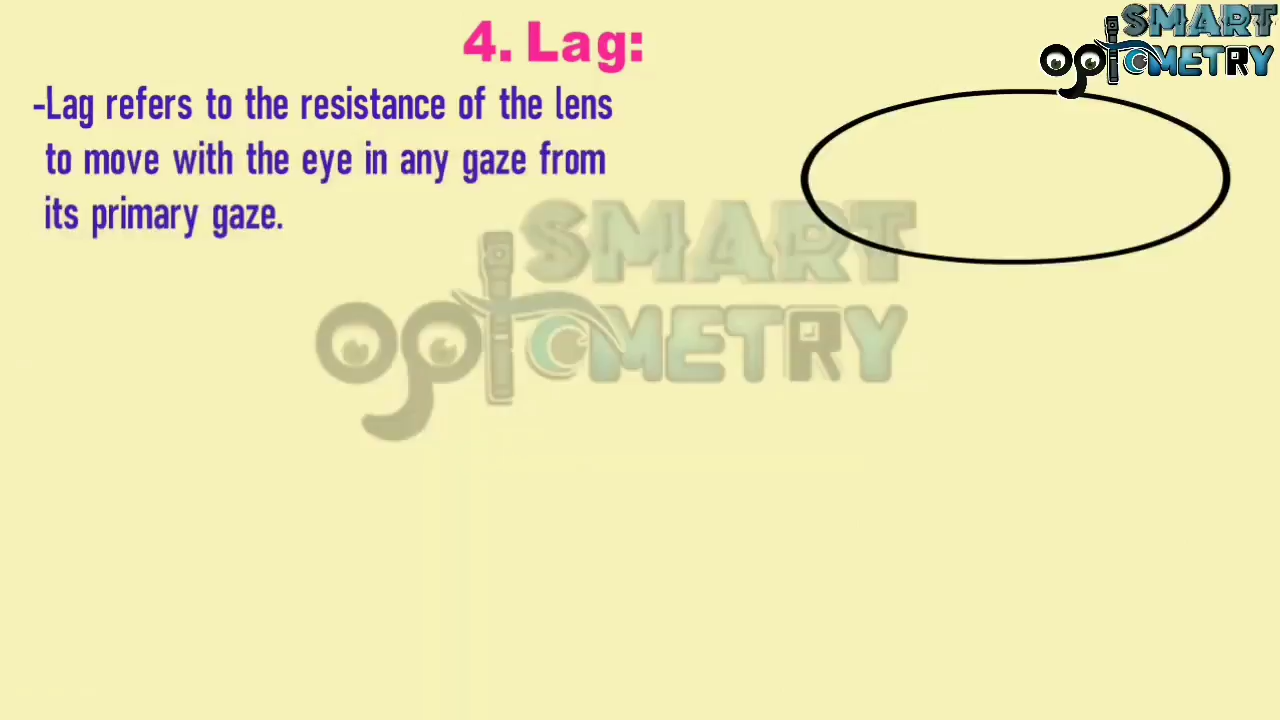 4. Lag:
-Lag refers to the resistance of the lens
to move with the eye in any gaze from
its primary gaze.
SMART
OptOMETRY
SMART
OptOMETRY